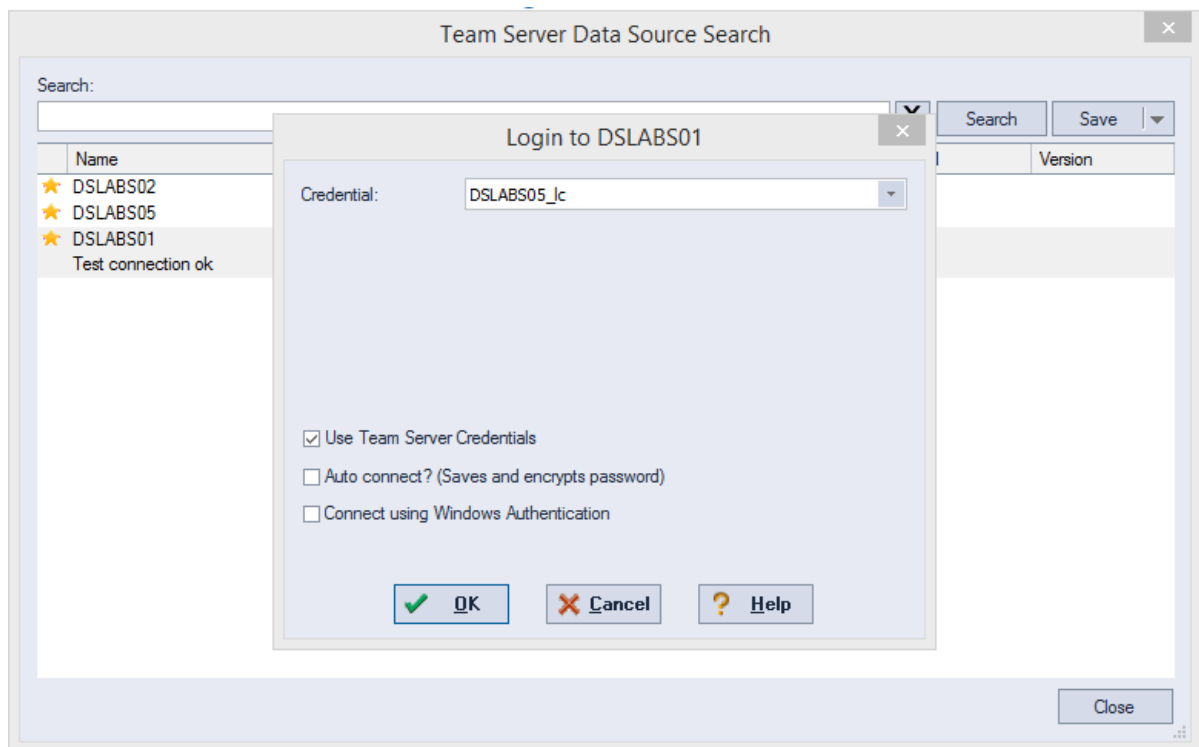 Team Server Data Source Search
Search:
Search Save
Name Version
DSLABS02
DSLABS05
DSLABS01
Test connection ok
Login to DSLABS01
Credential: DSLABS05_lc
Use Team Server Credentials
Auto connect? (Saves and encrypts password)
Connect using Windows Authentication
OK Cancel Help
Close